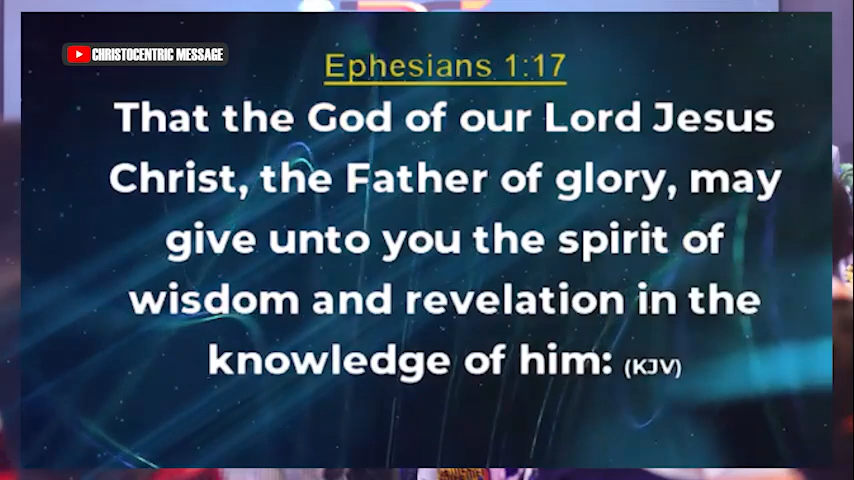 CHRISTOCENTRIC MESSAGE
Ephesians 1:17
That the God of our Lord Jesus
Christ, the Father of glory, may
give unto you the spirit of
wisdom and revelation in the
knowledge of him: (KJV)